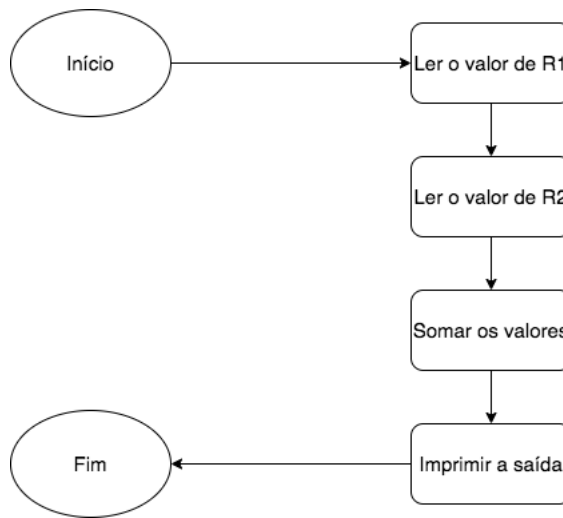 Início
Ler o valor de R1
Ler o valor de R2
Somar os valores
Imprimir a saída
Fim